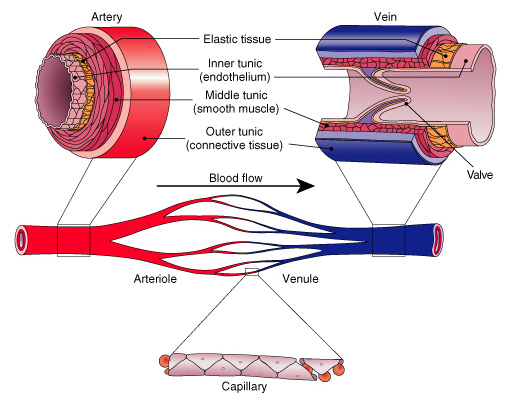 Artery
Vein
Elastic tissue
Inner tunic
(endothelium)
Middle tunic
(smooth muscle)
Outer tunic
(connective tissue)
Valve
Blood flow
Arteriole
Venule
Capillary